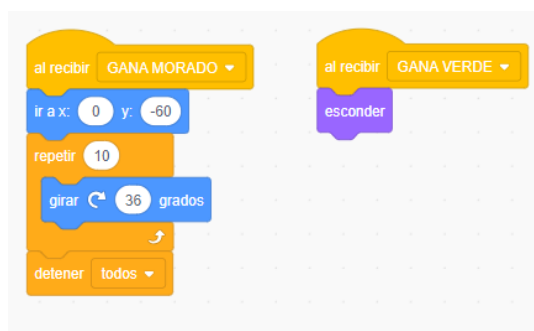 al recibir GANA MORADO
ir a x: 0 y: -60
repetir 10
girar 36 grados
detener todos
al recibir GANA VERDE
esconder